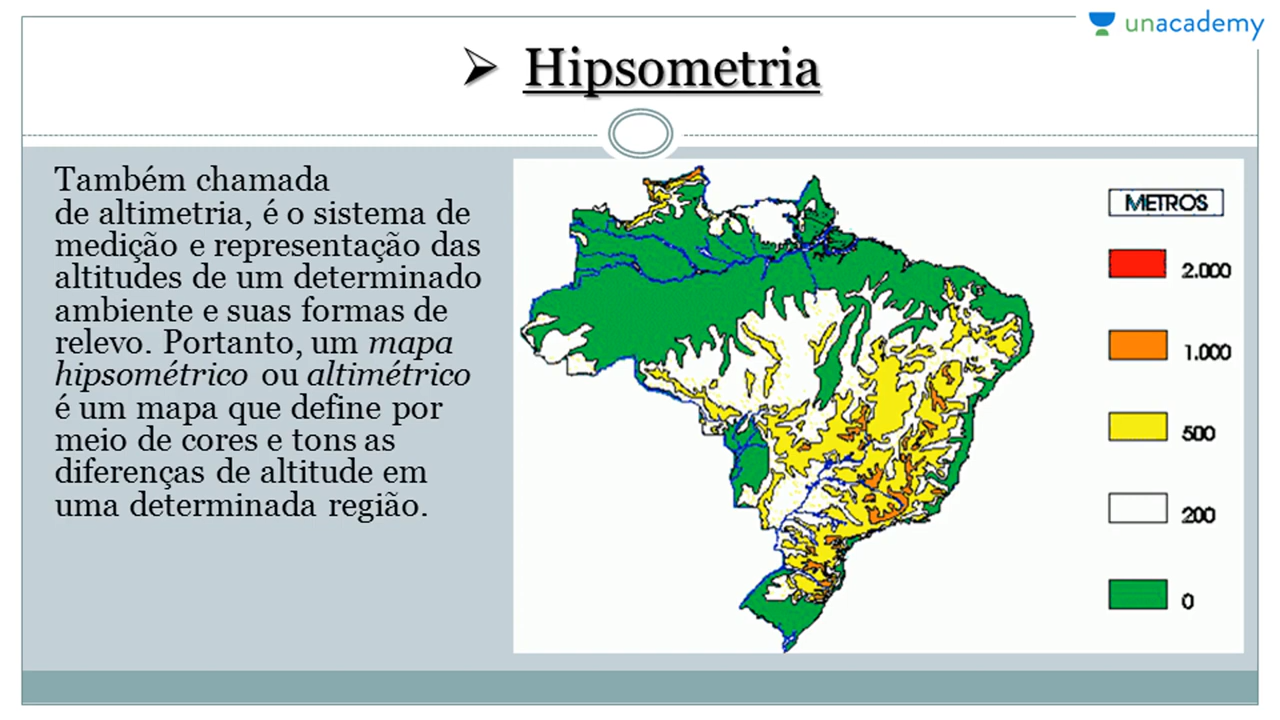 unacademy
Hipsometria
Também chamada
de altimetria, é o sistema de
medição e representação das
altitudes de um determinado
ambiente e suas formas de
relevo. Portanto, um mapa
hipsométrico ou altimétrico
é um mapa que define por
meio de cores e tons as
diferenças de altitude em
uma determinada região.
METROS
2.000
1.000
500
200
0